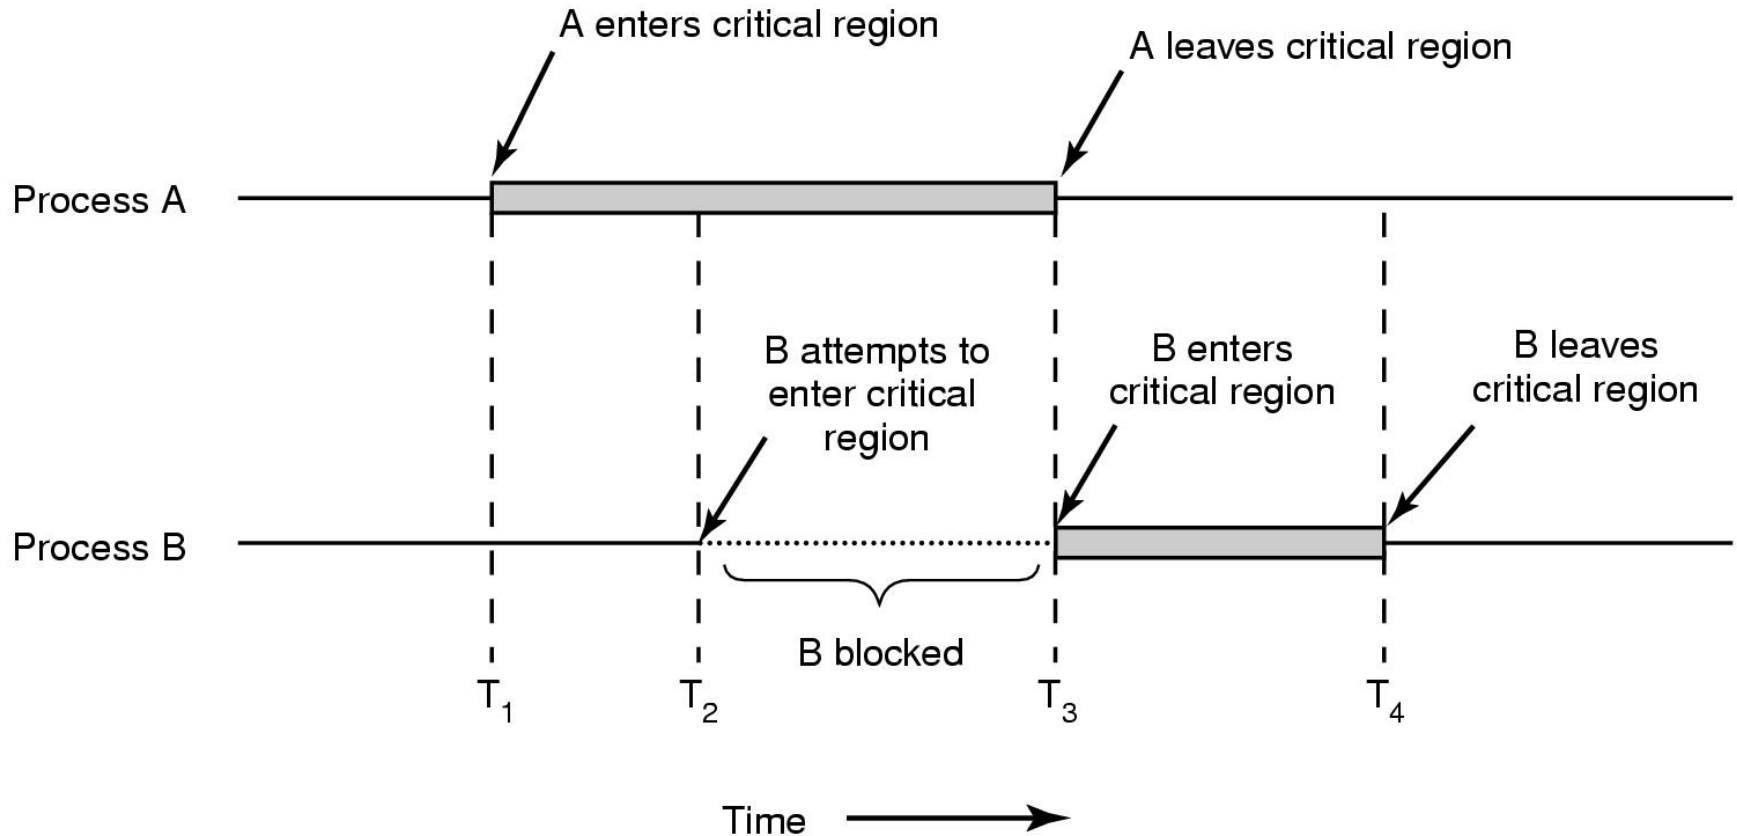 A enters critical region
A leaves critical region
Process A
B attempts to
enter critical
region
B enters
critical region
B leaves
critical region
Process B
B blocked
T1
T2
T3
T4
Time